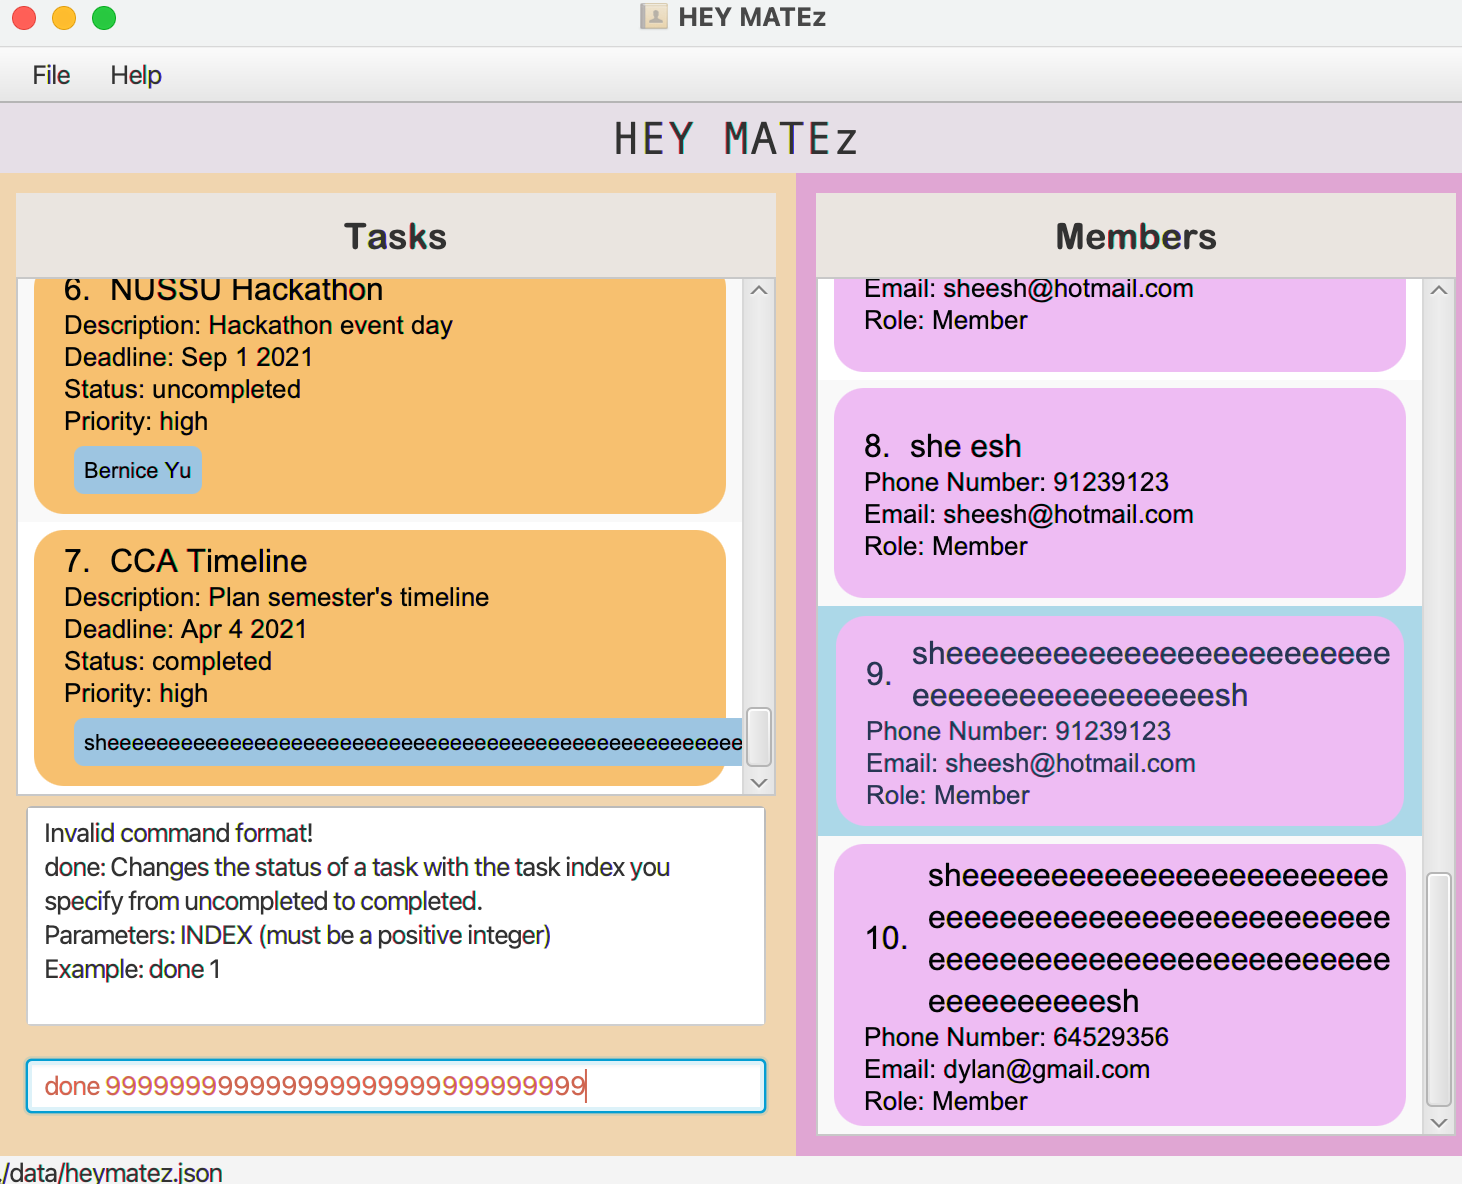 HEY MATEz
File Help
HEY MATEz
Tasks
6. NUSSU Hackathon
Description: Hackathon event day
Deadline: Sep 1 2021
Status: uncompleted
Priority: high
Bernice Yu
7. CCA Timeline
Description: Plan semester's timeline
Deadline: Apr 4 2021
Status: completed
Priority: high
Invalid command format!
done: Changes the status of a task with the task index you
specify from uncompleted to completed.
Parameters: INDEX (must be a positive integer)
Example: done 1
Members
Email: sheesh@hotmail.com
Role: Member
8. she esh
Phone Number: 91239123
Email: sheesh@hotmail.com
Role: Member
9.
Phone Number: 91239123
Email: sheesh@hotmail.com
Role: Member
10.
Phone Number: 64529356
Email: dylan@gmail.com
Role: Member
done 999999999999999999999999999999
/data/heymatez.json